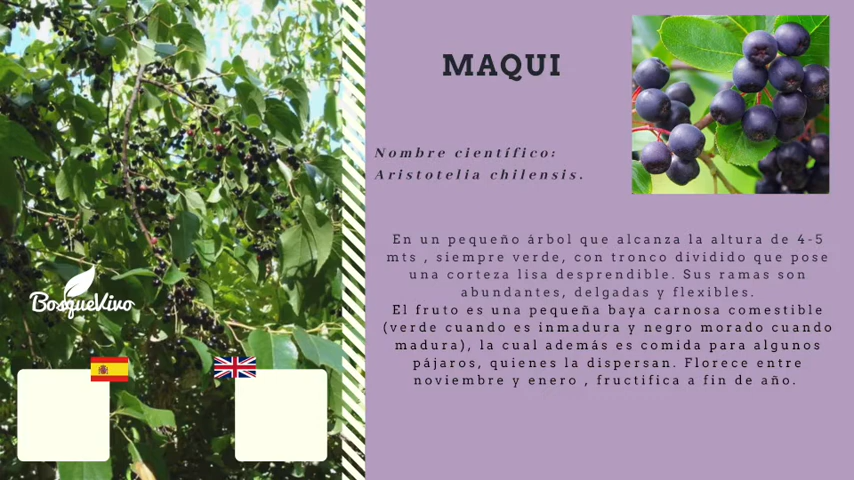 MAQUI
Nombre científico:
Aristotelia chilensis.
En un pequeño árbol que alcanza la altura de 4-5
mts , siempre verde, con tronco dividido que pose
una corteza lisa desprendible. Sus ramas son
abundantes, delgadas y flexibles.
El fruto es una pequeña baya carnosa comestible
(verde cuando es inmadura y negro morado cuando
madura), la cual además es comida para algunos
pájaros, quienes la dispersan. Florece entre
noviembre y enero , fructifica a fin de año.
BosqueVivo